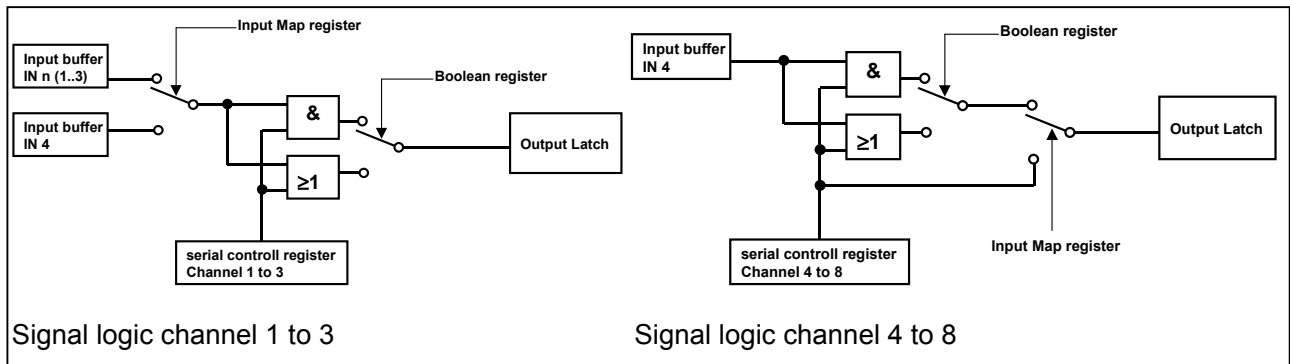 Input Map register
Input buffer
IN n (1..3)
Boolean register
&
Input buffer
IN 4
≥1
Output Latch
serial controll register
Channel 1 to 3
Signal logic channel 1 to 3
Boolean register
Input buffer
IN 4
&
≥1
Output Latch
Input Map register
serial controll register
Channel 4 to 8
Signal logic channel 4 to 8